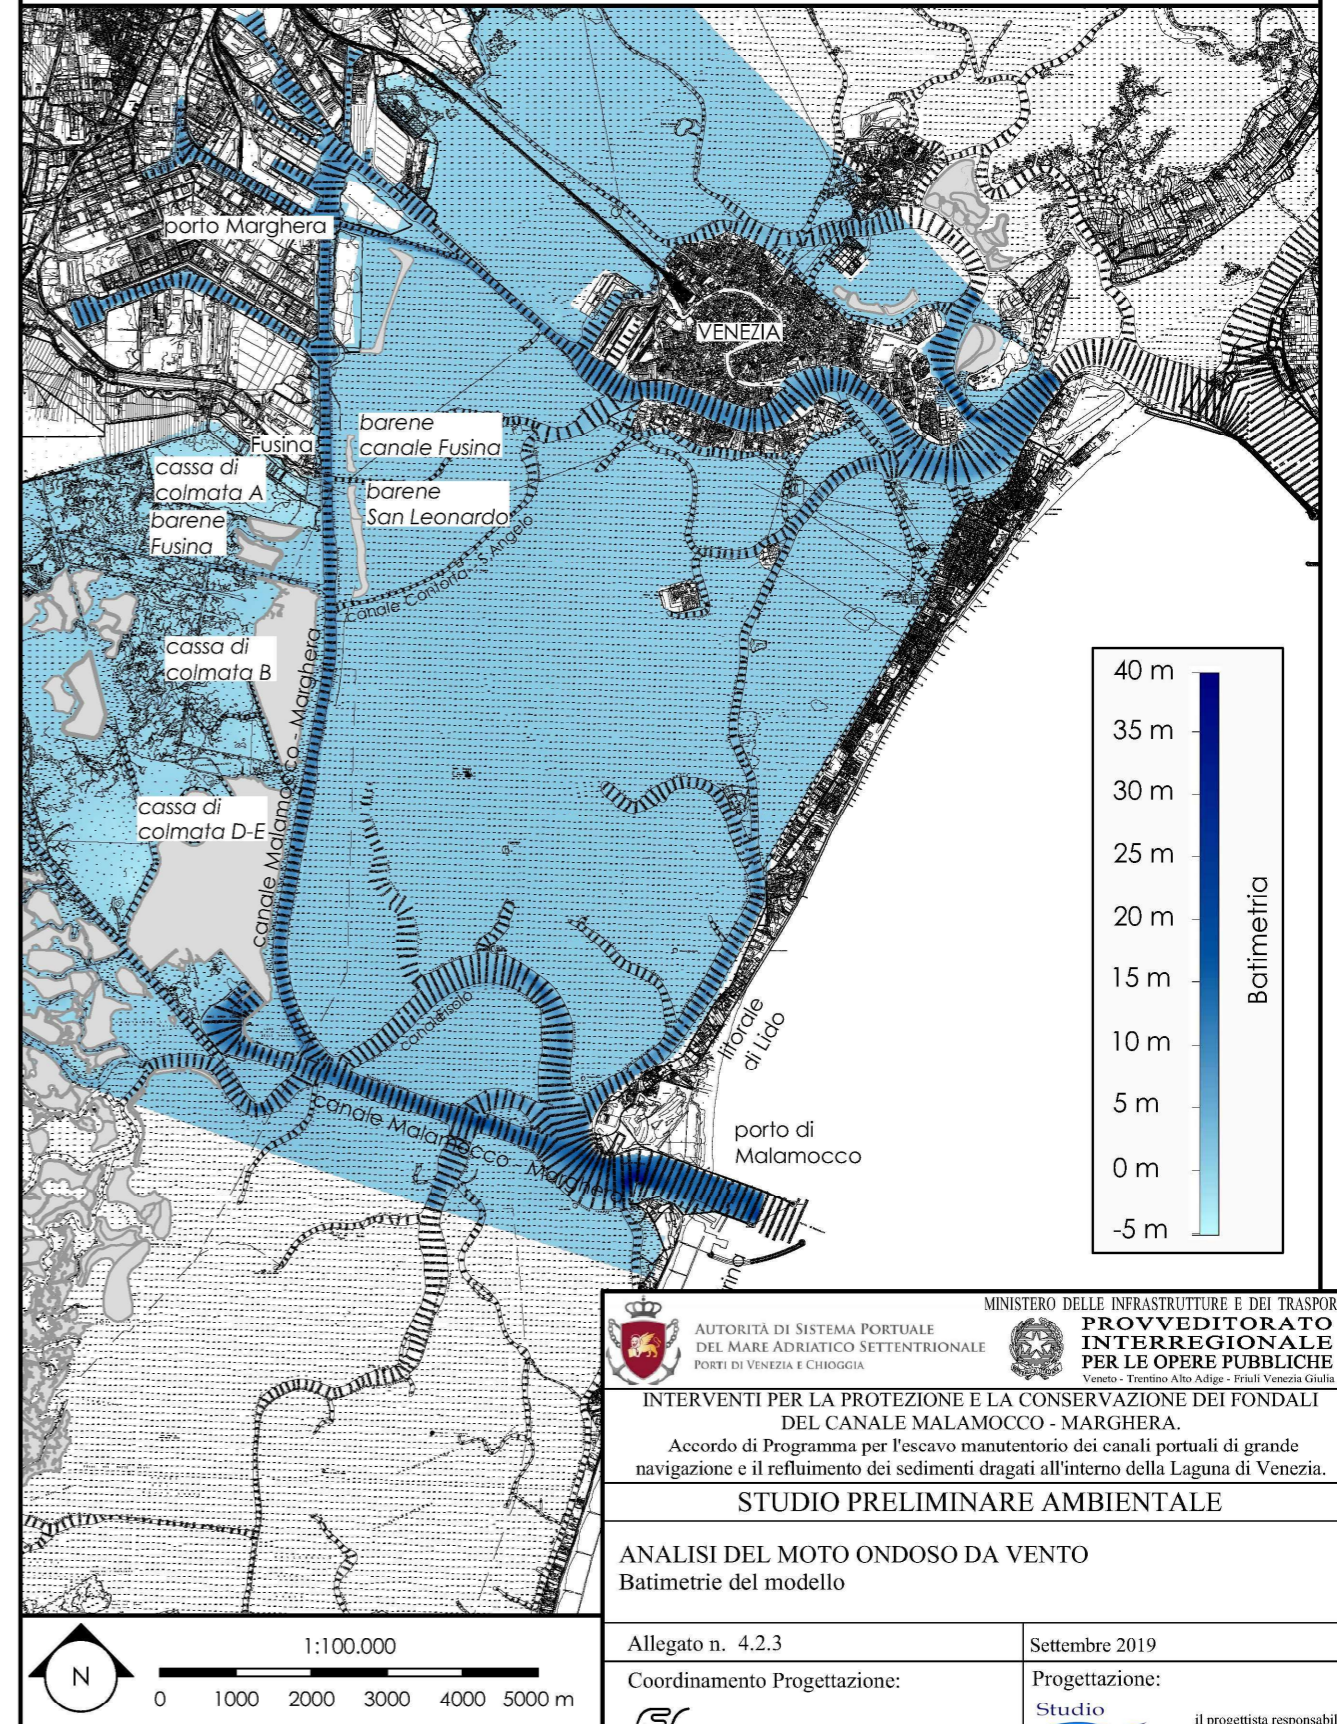 porto Marghera
VENEZIA
barene
canale Fusina
Fusina
cassa di
colmata A
barene
San Leonardo
barene
Fusina
Canale Contorta - S Angelo
cassa di
colmata B
canale Malamocco - Marghera
cassa di
colmata D-E
litorale
di Lido
canale Malamocco - Marghera
porto di
Malamocco
40 m
35 m
30 m
25 m
20 m
15 m
10 m
5 m
0 m
-5 m
Batimetria
AUTORITÀ DI SISTEMA PORTUALE
DEL MARE ADRIATICO SETTENTRIONALE
PORTI DI VENEZIA E CHIOGGIA
MINISTERO DELLE INFRASTRUTTURE E DEI TRASPOR
PROVVEDITORATO
INTERREGIONALE
PER LE OPERE PUBBLICHE
Veneto - Trentino Alto Adige - Friuli Venezia Giulia
INTERVENTI PER LA PROTEZIONE E LA CONSERVAZIONE DEI FONDALI
DEL CANALE MALAMOCCO - MARGHERA.
Accordo di Programma per l'escavo manutentorio dei canali portuali di grande
navigazione e il refluimento dei sedimenti dragati all'interno della Laguna di Venezia.
STUDIO PRELIMINARE AMBIENTALE
ANALISI DEL MOTO ONDOSO DA VENTO
Batimetrie del modello
Allegato n. 4.2.3
Settembre 2019
Coordinamento Progettazione:
Progettazione:
Studio
il progettista responsabil
N
1:100.000
0 1000 2000 3000 4000 5000 m